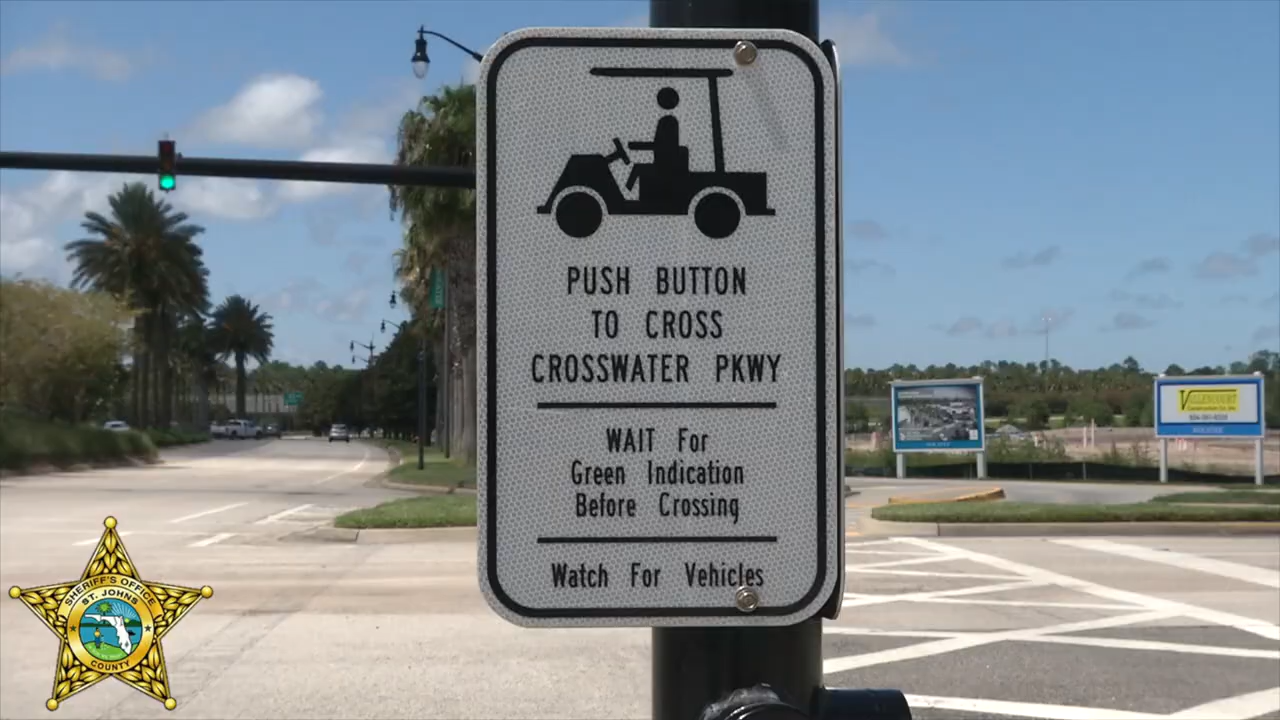 PUSH BUTTON
TO CROSS
CROSSWATER PKWY
WAIT For
Green Indication
Before Crossing
Watch For Vehicles
SHERIFF'S OFFICE
ST. JOHNS
COUNTY